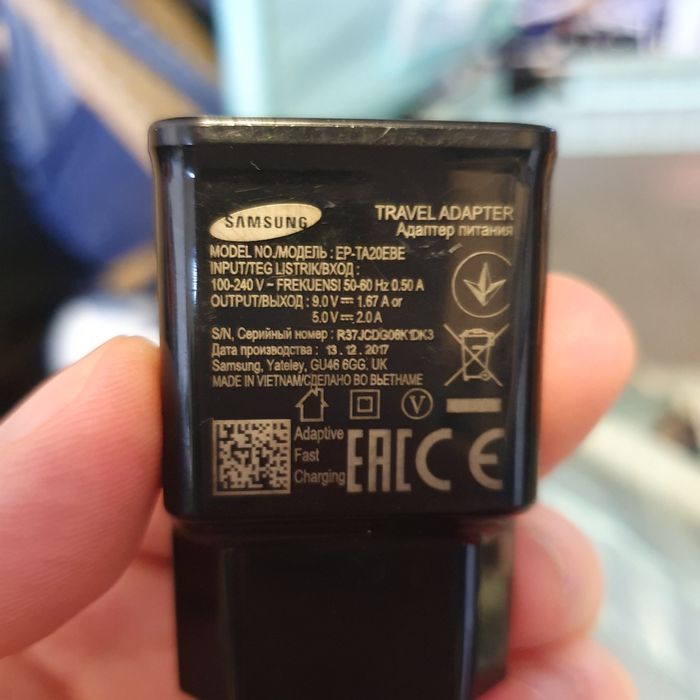 SAMSUNG
TRAVEL ADAPTER
Адаптер питания
MODEL NO./МОДЕЛЬ : EP-TA20EBE
INPUT/TEG LISTRIK/ВХОД :
100-240 V ~ FREKUENSI 50-60 Hz 0.50 A
OUTPUT/ВЫХОД : 9.0 V⎓ 1.67 A or
5.0 V⎓ 2.0 A
S/N, Серийный номер : R37JCDG06K1DK3
Дата производства : 13.12.2017
Samsung, Yateley, GU46 6GG. UK
MADE IN VIETNAM/СДЕЛАНО ВО ВЬЕТНАМЕ
V
Adaptive
Fast
Charging
EAC CE